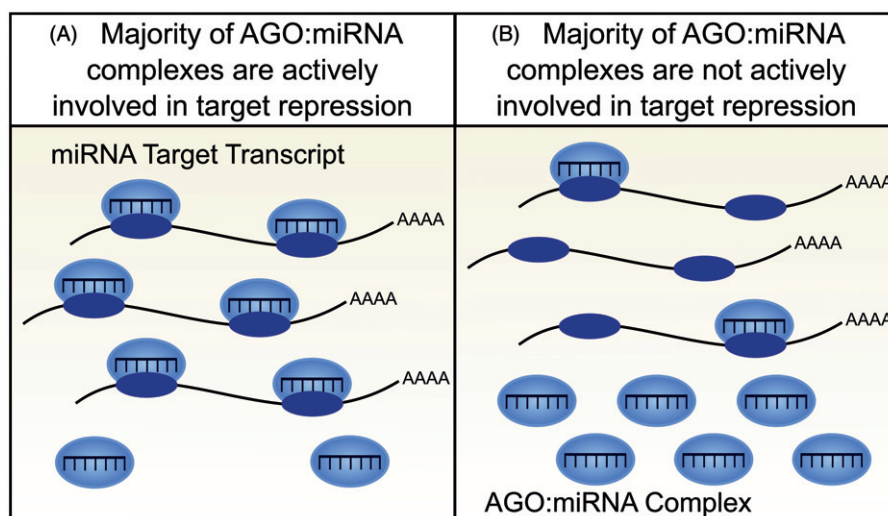 (A) Majority of AGO:miRNA
complexes are actively
involved in target repression
(B) Majority of AGO:miRNA
complexes are not actively
involved in target repression
miRNA Target Transcript
AAAA
AAAA
AAAA
AAAA
AAAA
AAAA
AGO:miRNA Complex